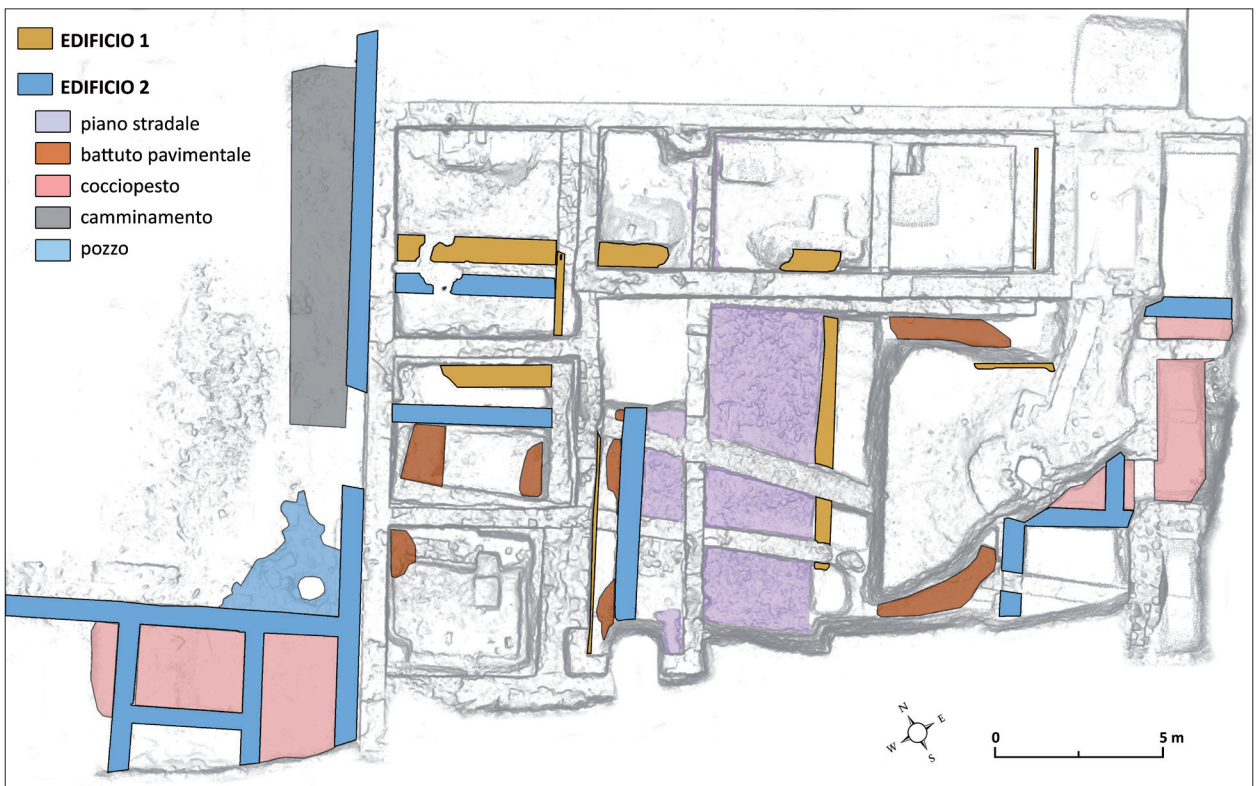 EDIFICIO 1
EDIFICIO 2
piano stradale
battuto pavimentale
cocciopesto
camminamento
pozzo
N
E
W
S
0 5 m